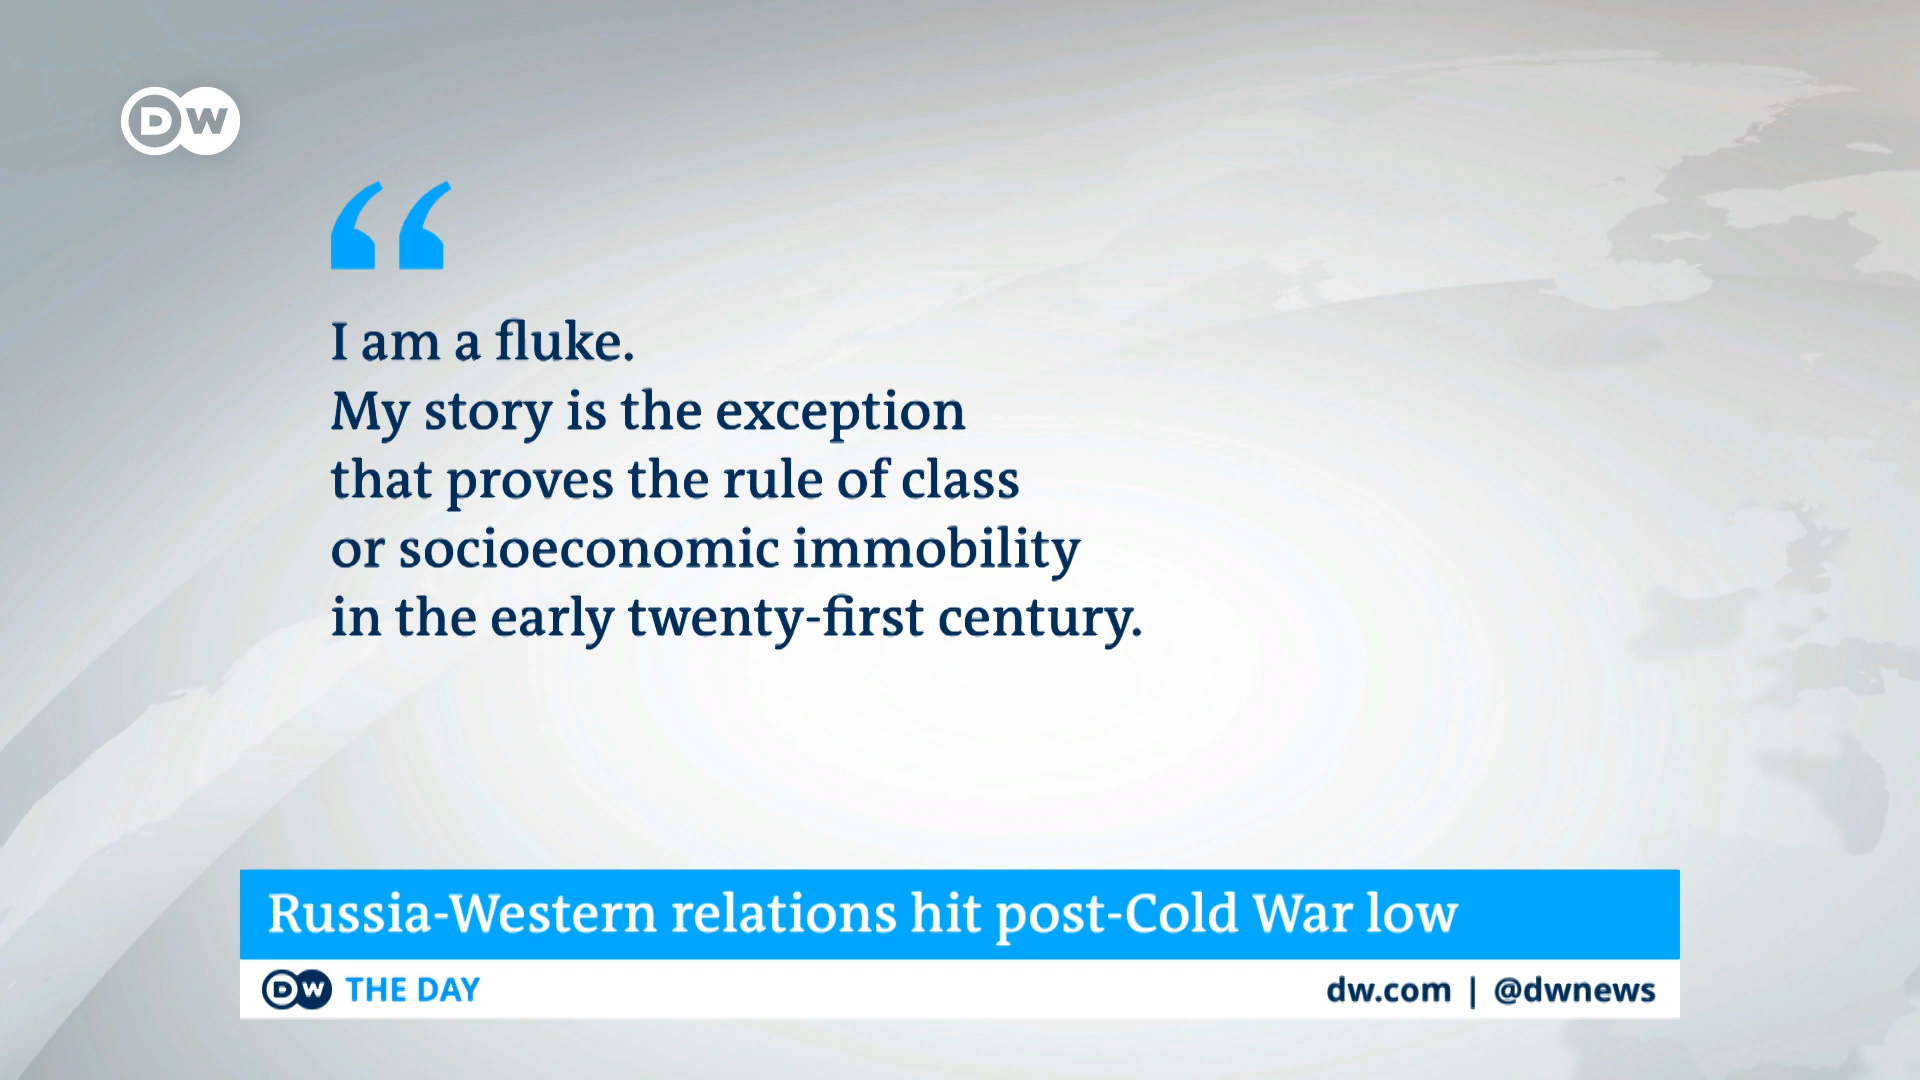 DW
“
I am a fluke.
My story is the exception
that proves the rule of class
or socioeconomic immobility
in the early twenty-first century.
Russia-Western relations hit post-Cold War low
DW THE DAY
dw.com | @dwnews